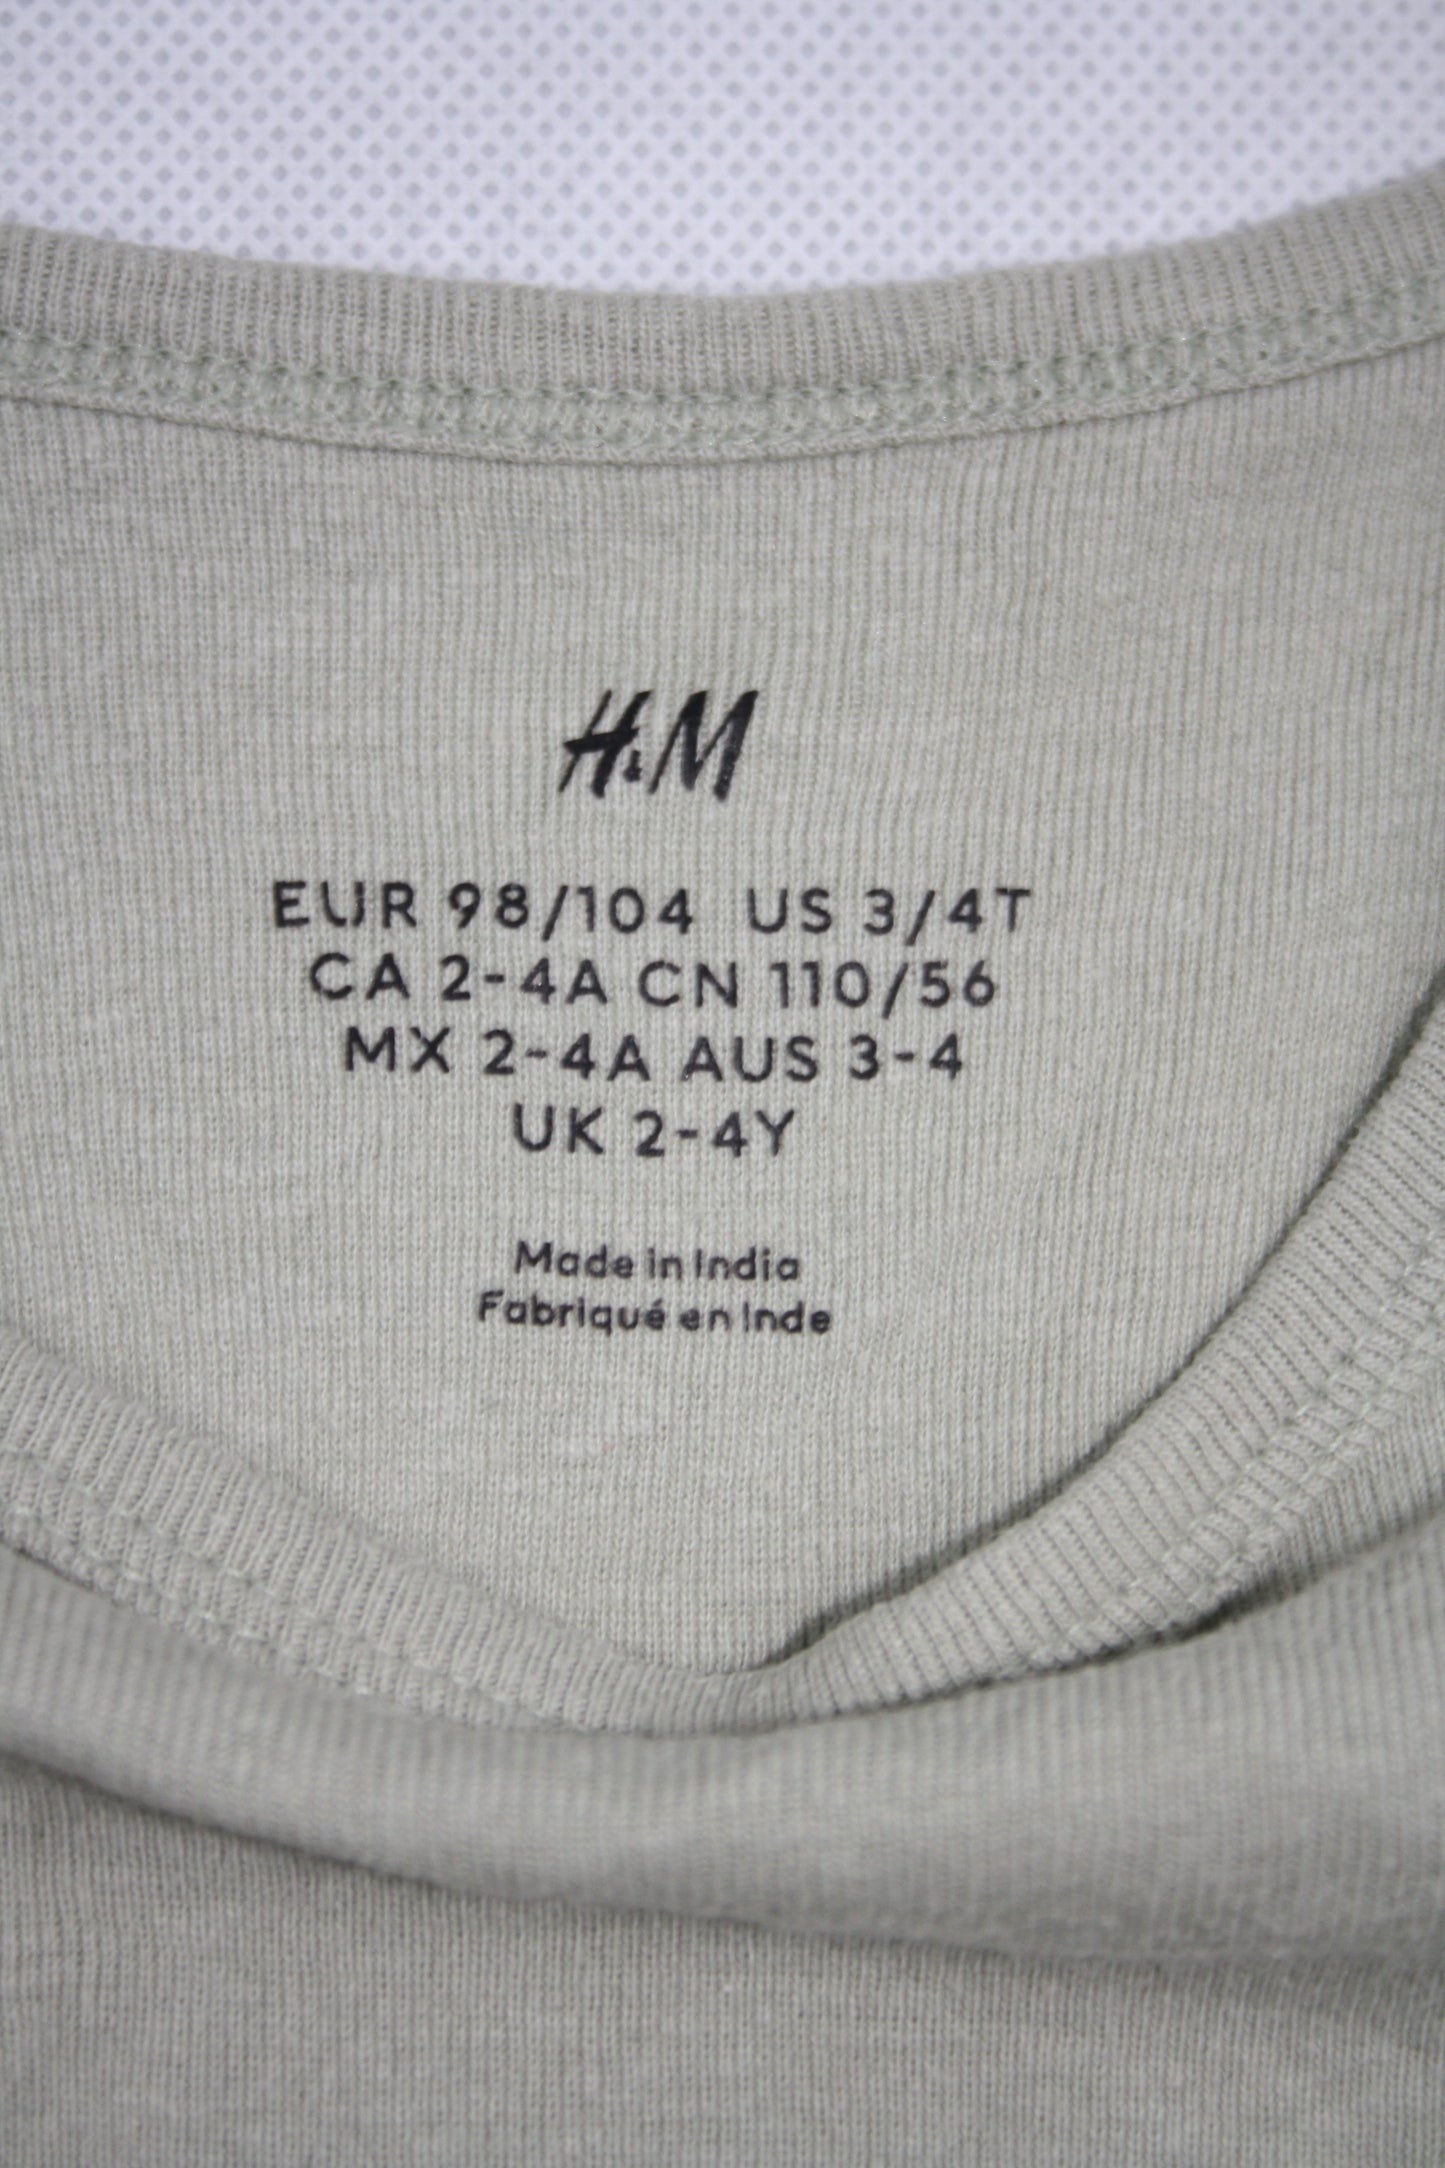 H&M
EUR 98/104 US 3/4T
CA 2-4A CN 110/56
MX 2-4A AUS 3-4
UK 2-4Y
Made in India
Fabriqué en Inde